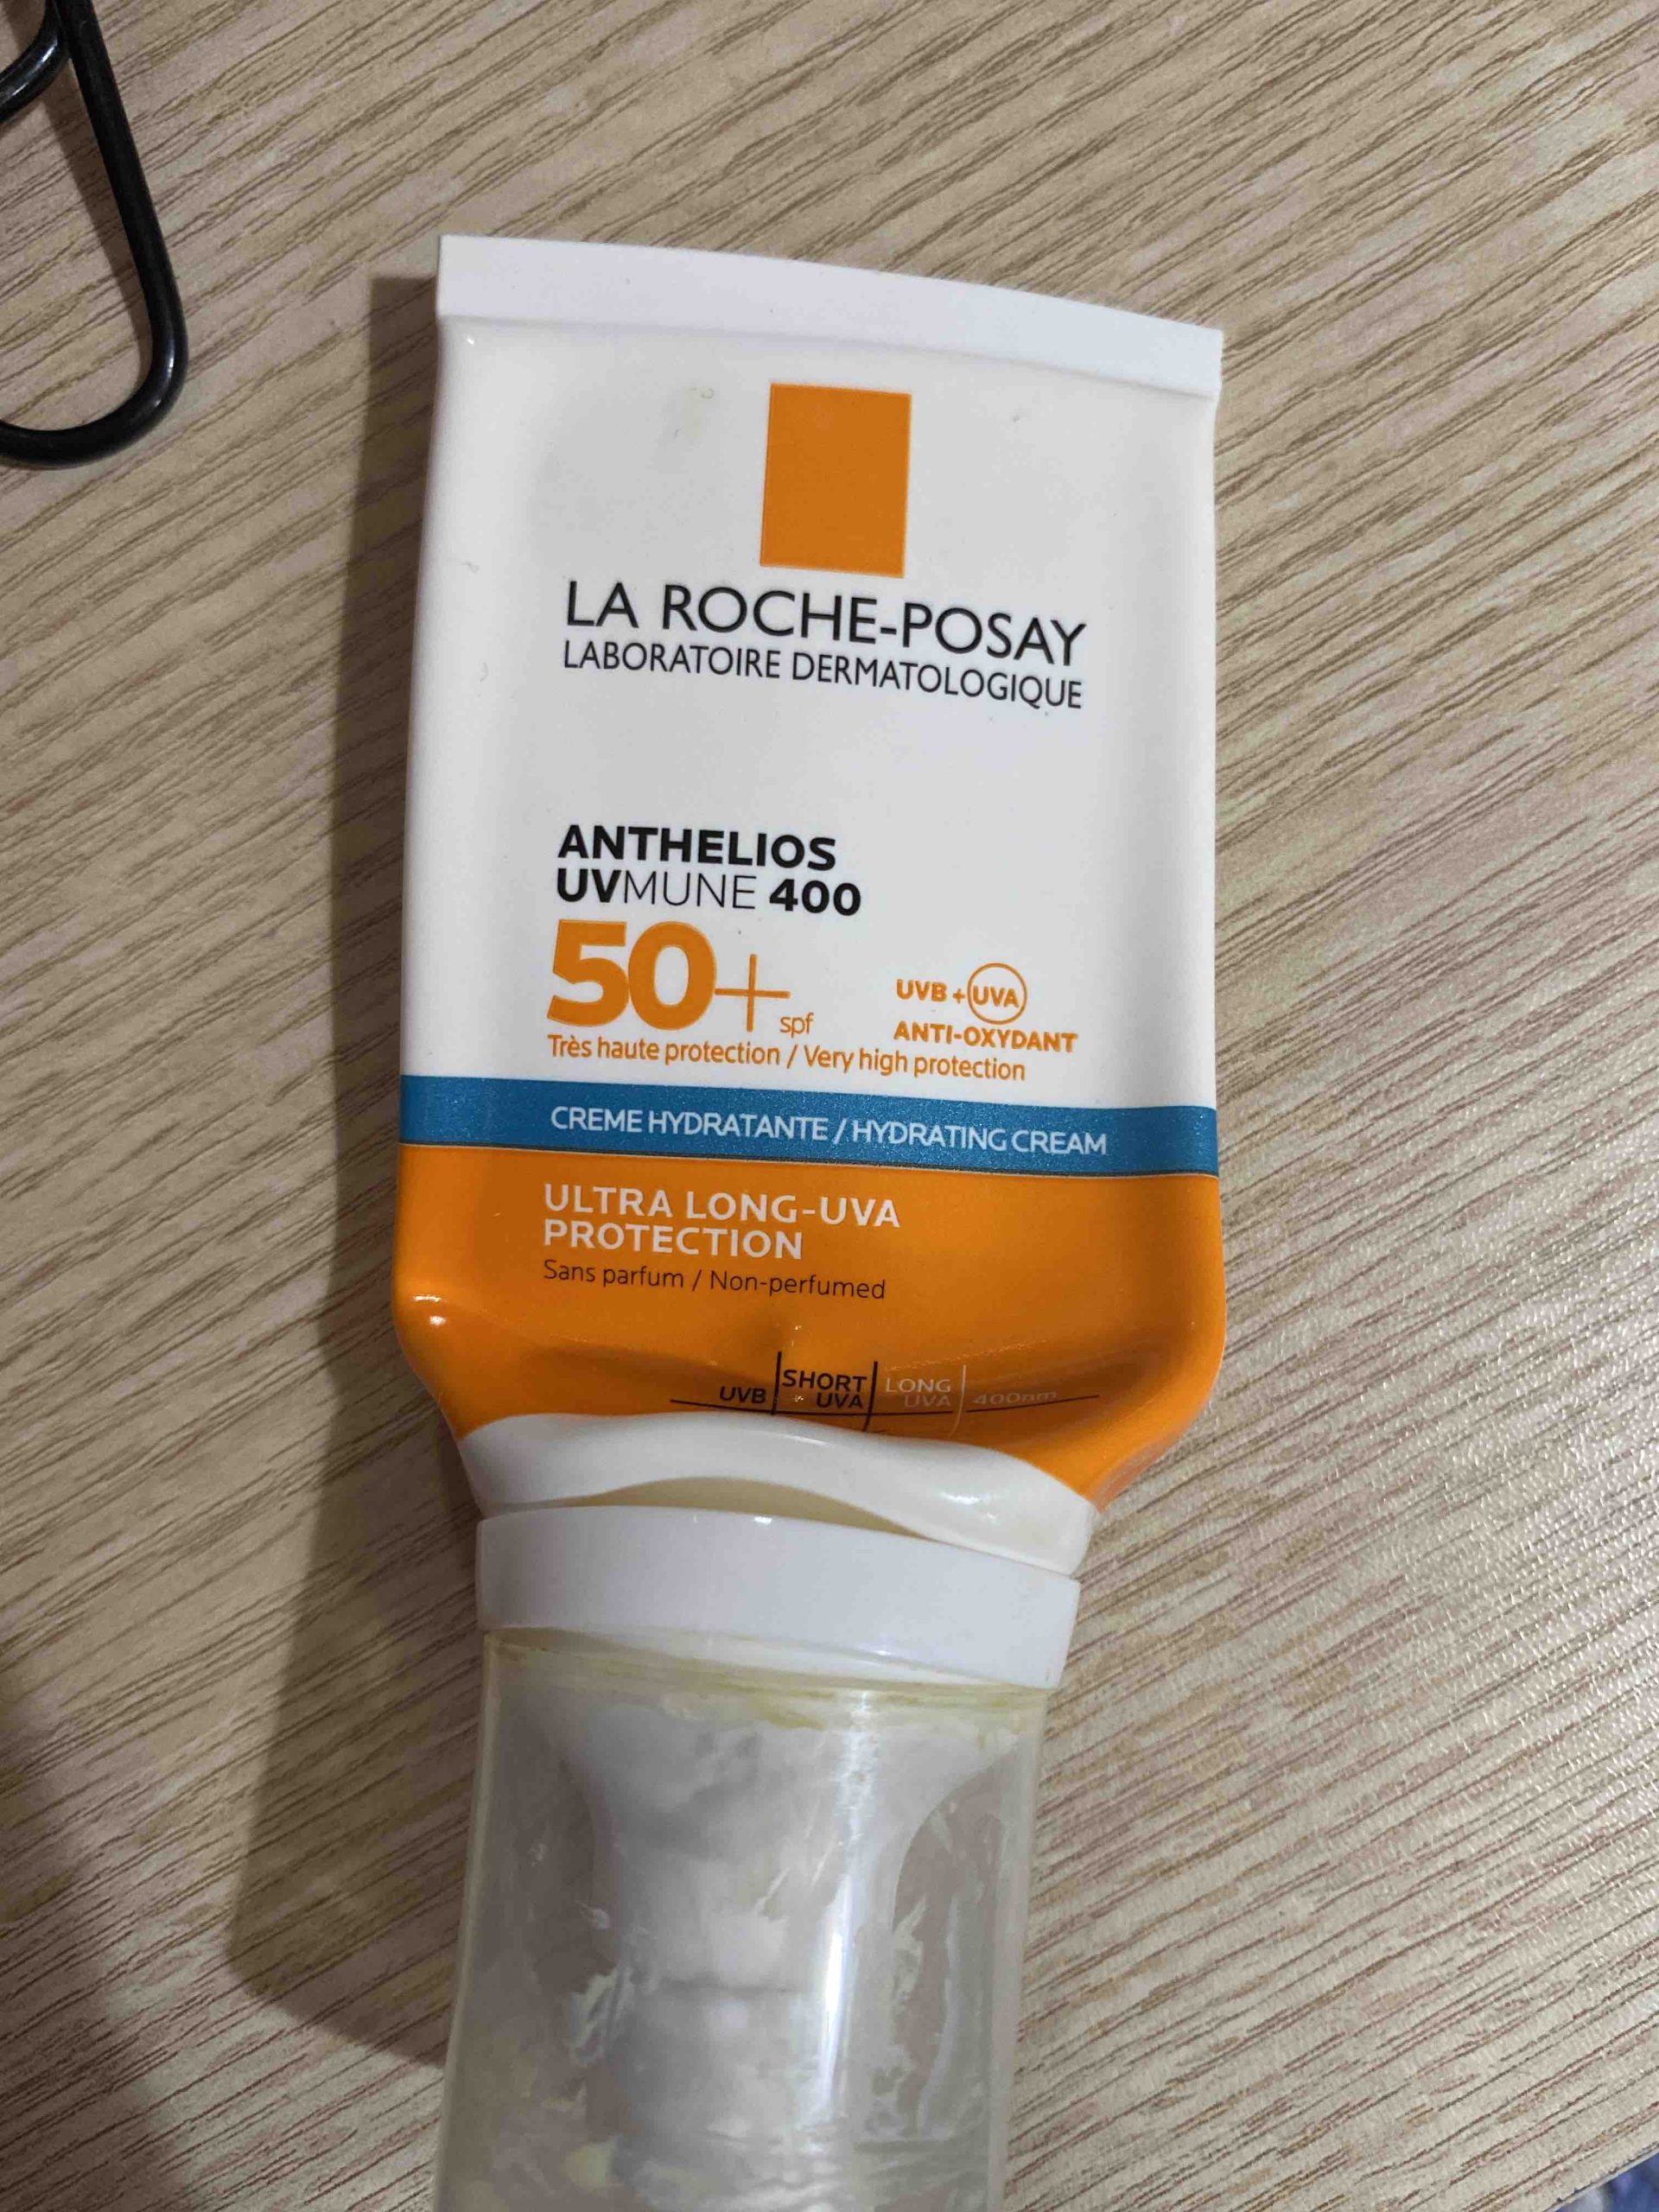 LA ROCHE-POSAY
LABORATOIRE DERMATOLOGIQUE
ANTHELIOS
UVMUNE 400
50+ spf
UVB + UVA
ANTI-OXYDANT
Très haute protection / Very high protection
CREME HYDRATANTE / HYDRATING CREAM
ULTRA LONG-UVA
PROTECTION
Sans parfum / Non-perfumed
UVB SHORT UVA LONG UVA 400nm